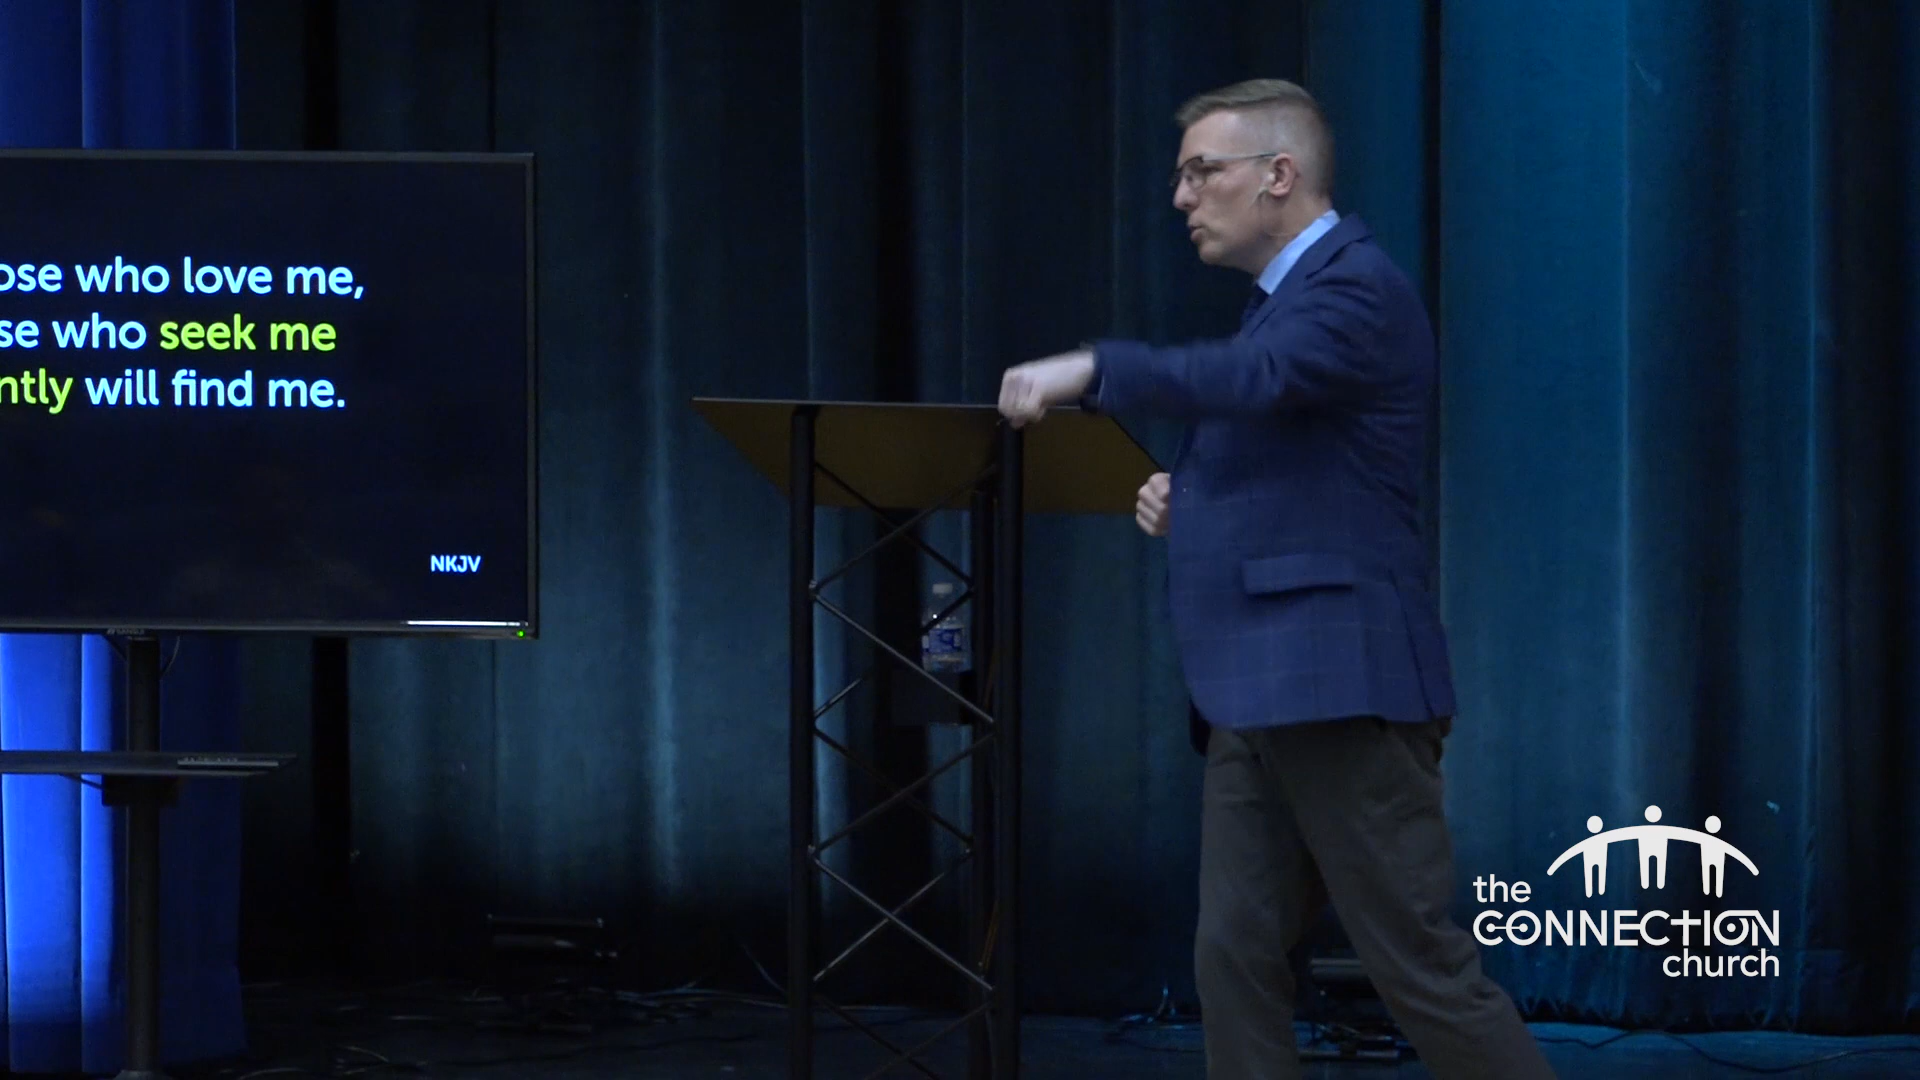 ose who love me,
se who seek me
ntly will find me.
NKJV
the
CONNECTION
church